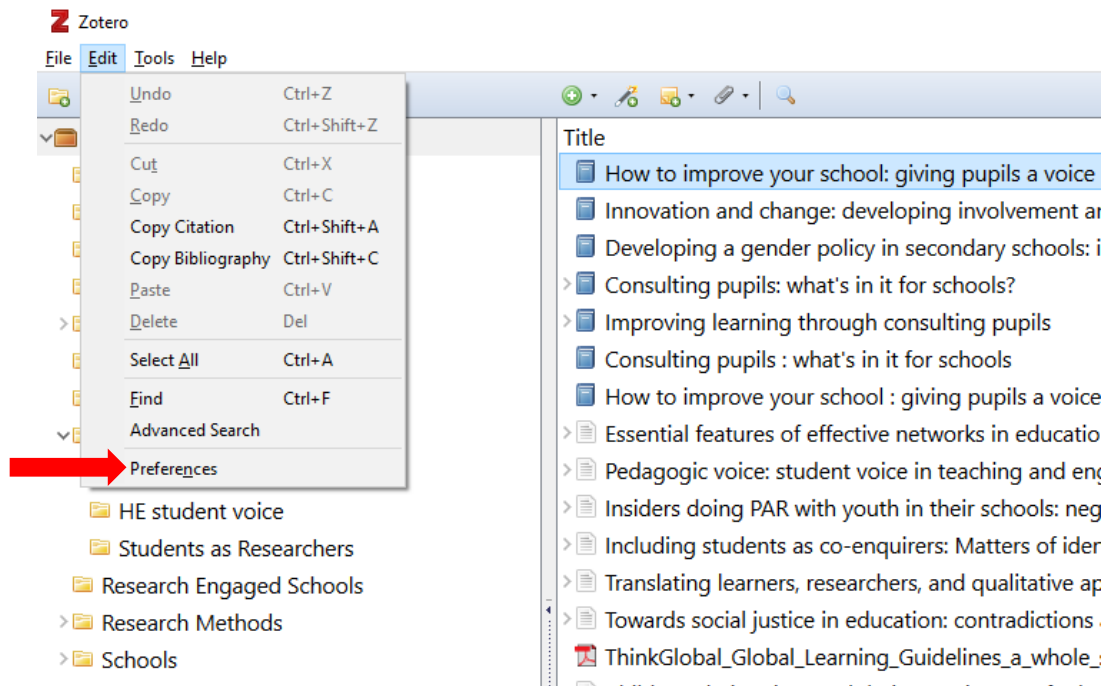 Zotero
File Edit Tools Help
Undo Ctrl+Z
Redo Ctrl+Shift+Z
Cut Ctrl+X
Copy Ctrl+C
Copy Citation Ctrl+Shift+A
Copy Bibliography Ctrl+Shift+C
Paste Ctrl+V
Delete Del
Select All Ctrl+A
Find Ctrl+F
Advanced Search
Preferences
HE student voice
Students as Researchers
Research Engaged Schools
Research Methods
Schools
Title
How to improve your school: giving pupils a voice
Innovation and change: developing involvement
Developing a gender policy in secondary schools:
Consulting pupils: what's in it for schools?
Improving learning through consulting pupils
Consulting pupils : what's in it for schools
How to improve your school : giving pupils a voice
Essential features of effective networks in educatio
Pedagogic voice: student voice in teaching and eng
Insiders doing PAR with youth in their schools: neg
Including students as co-enquirers: Matters of iden
Translating learners, researchers, and qualitative ap
Towards social justice in education: contradictions
ThinkGlobal_Global_Learning_Guidelines_a_whole_